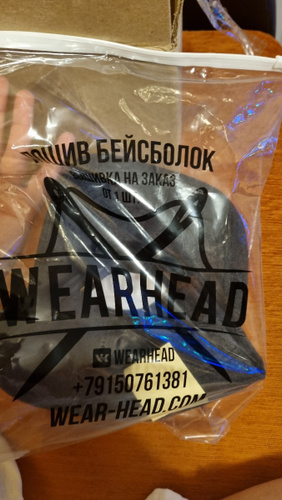 ПОШИВ БЕЙСБОЛОК
ВЫШИВКА НА ЗАКАЗ
ОТ 1 ШТ.
WEARHEAD
WEARHEAD
+79150761381
WEAR-HEAD.COM